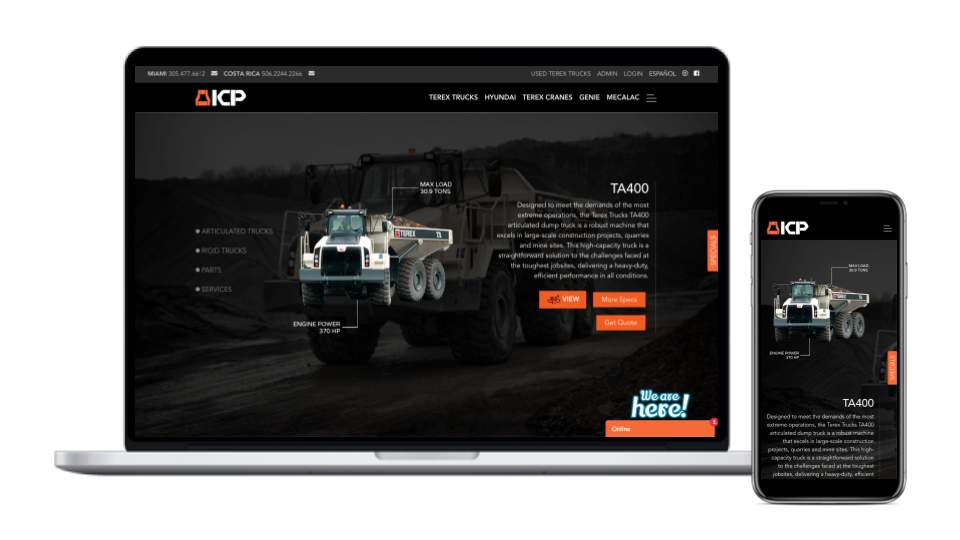 MIAMI 305.477.6612 COSTA RICA 506.2244.2266
USED TEREX TRUCKS ADMIN LOGIN ESPAÑOL
ICP
TEREX TRUCKS HYUNDAI TEREX CRANES GENIE MECALAC
MAX LOAD
30.9 TONS
TEREX
ARTICULATED TRUCKS
RIGID TRUCKS
PARTS
SERVICES
ENGINE POWER
370 HP
TA400
Designed to meet the demands of the most
extreme operations, the Terex Trucks TA400
articulated dump truck is a robust machine that
excels in large-scale construction projects, quarries
and mine sites. This high-capacity truck is a
straightforward solution to the challenges faced at
the toughest jobsites, delivering a heavy-duty,
efficient performance in all conditions.
VIEW
More Specs
Get Quote
SPECIALS
We are
here!
Online
1
ICP
MAX LOAD
30.9 TONS
TEREX
ENGINE POWER
370 HP
SPECIALS
TA400
Designed to meet the demands of the most
extreme operations, the Terex Trucks TA400
articulated dump truck is a robust machine
that excels in large-scale construction
projects, quarries and mine sites. This high-
capacity truck is a straightforward solution
to the challenges faced at the toughest
jobsites, delivering a heavy-duty, efficient